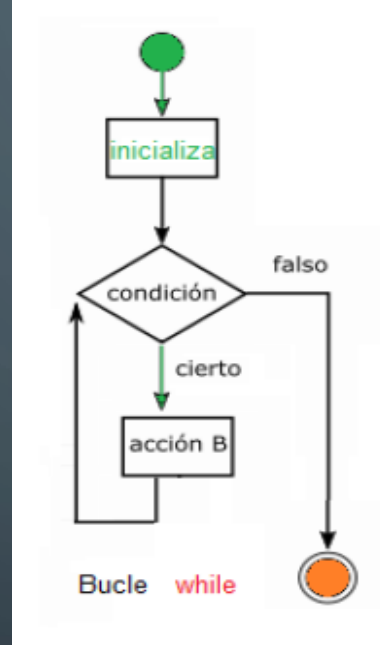 inicializa
condición
falso
cierto
acción B
Bucle while